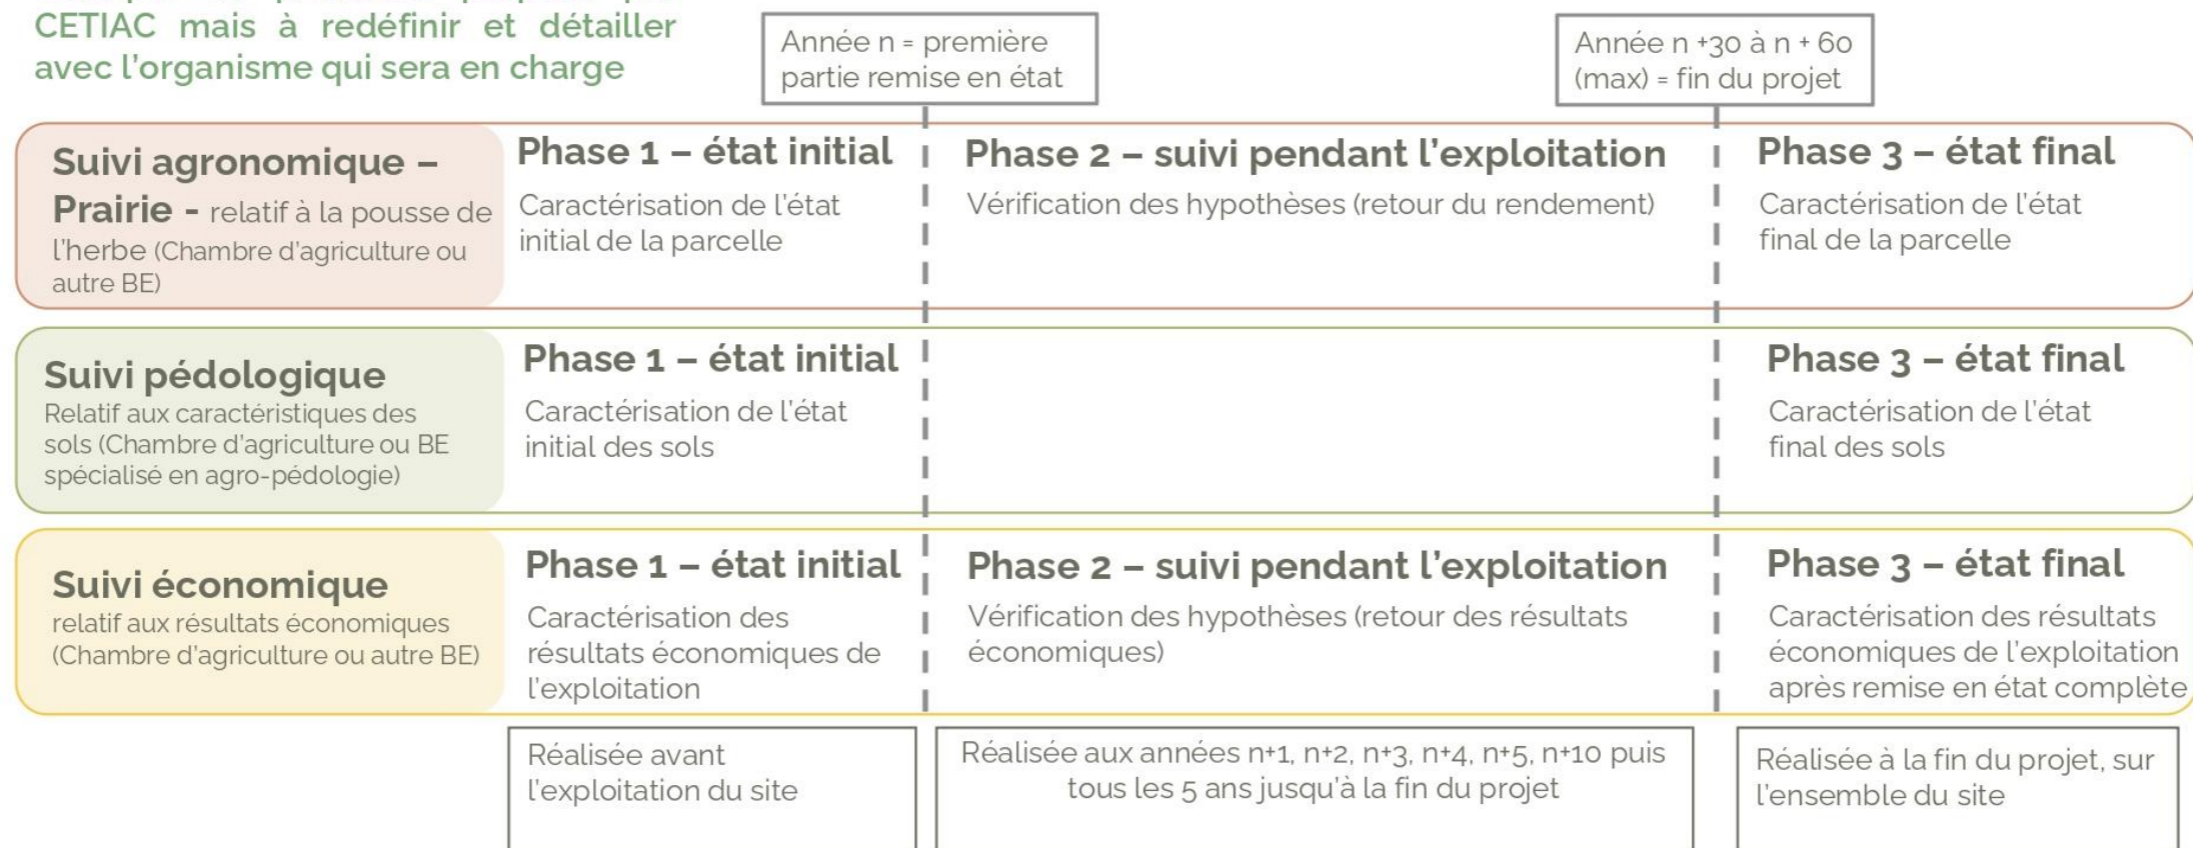 CETIAC mais à redéfinir et détailler
avec l'organisme qui sera en charge
Année n = première
partie remise en état
Année n +30 à n + 60
(max) = fin du projet
Suivi agronomique –
Prairie - relatif à la pousse de
l'herbe (Chambre d'agriculture ou
autre BE)
Phase 1 – état initial
Caractérisation de l'état
initial de la parcelle
Phase 2 – suivi pendant l'exploitation
Vérification des hypothèses (retour du rendement)
Phase 3 – état final
Caractérisation de l'état
final de la parcelle
Suivi pédologique
Relatif aux caractéristiques des
sols (Chambre d'agriculture ou BE
spécialisé en agro-pédologie)
Phase 1 – état initial
Caractérisation de l'état
initial des sols
Phase 3 – état final
Caractérisation de l'état
final des sols
Suivi économique
relatif aux résultats économiques
(Chambre d'agriculture ou autre BE)
Phase 1 – état initial
Caractérisation des
résultats économiques de
l'exploitation
Phase 2 – suivi pendant l'exploitation
Vérification des hypothèses (retour des résultats
économiques)
Phase 3 – état final
Caractérisation des résultats
économiques de l'exploitation
après remise en état complète
Réalisée avant
l'exploitation du site
Réalisée aux années n+1, n+2, n+3, n+4, n+5, n+10 puis
tous les 5 ans jusqu'à la fin du projet
Réalisée à la fin du projet, sur
l'ensemble du site